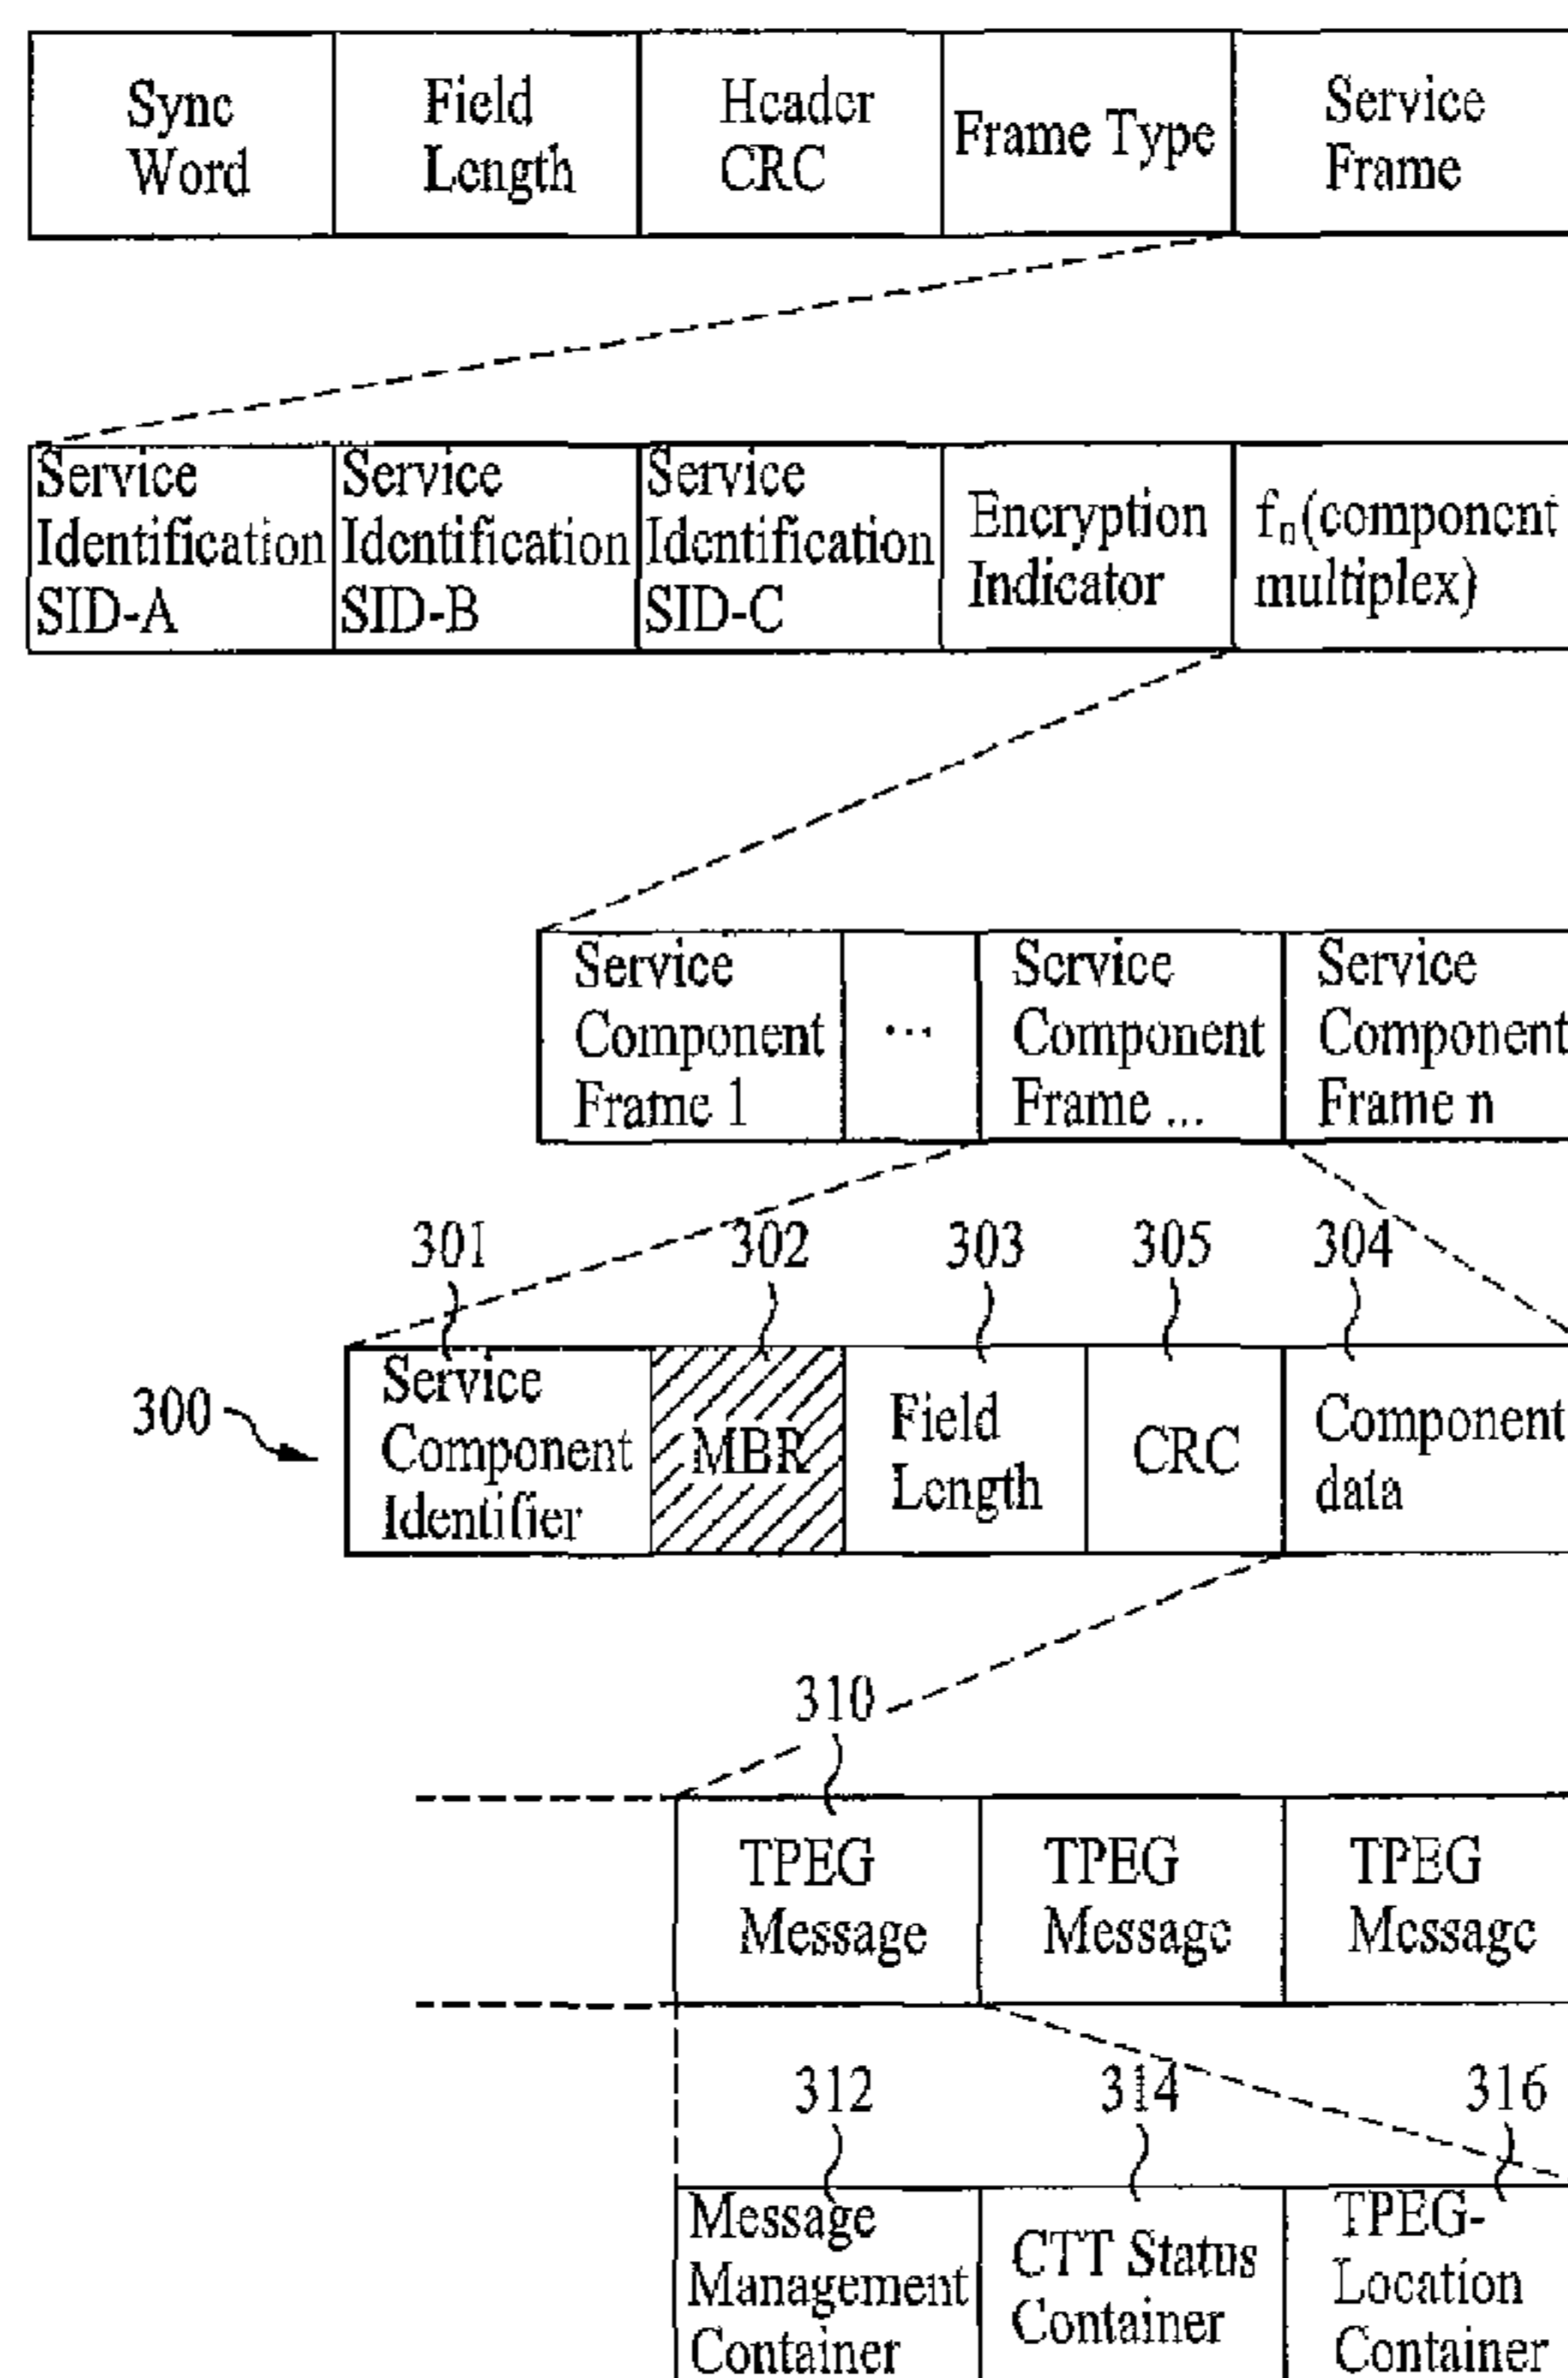 Sync
Word
Field
Length
Header
CRC
Frame Type
Service
Frame
Service
Identification
SID-A
Service
Identification
SID-B
Service
Identification
SID-C
Encryption
Indicator
fn(component
multiplex)
Service
Component
Frame 1
...
Service
Component
Frame ...
Service
Component
Frame n
301
302
303
305
304
300
Service
Component
Identifier
MBR
Field
Length
CRC
Component
data
310
TPEG
Message
TPEG
Message
TPEG
Message
312
314
316
Message
Management
Container
CTT Status
Container
TPEG-
Location
Container